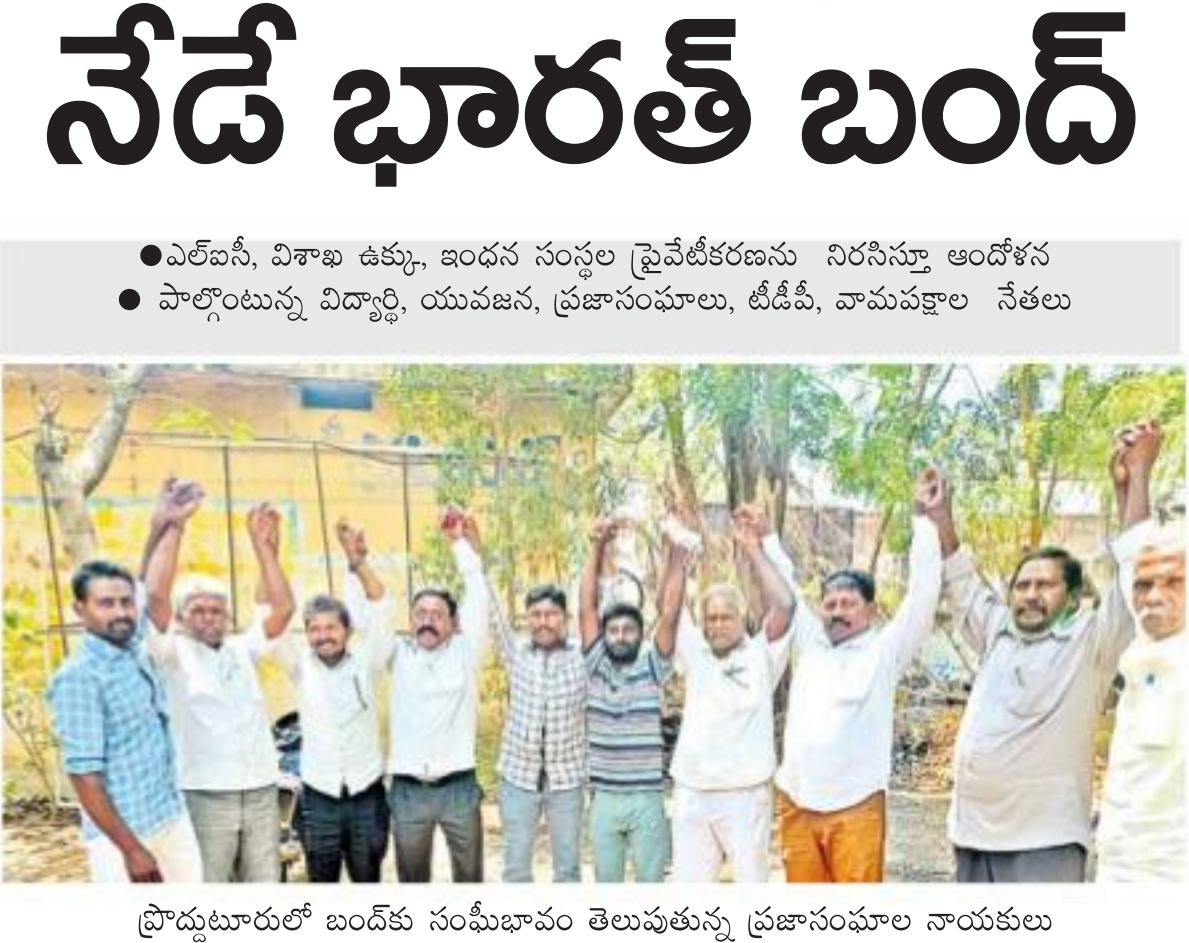 నేడే భారత్ బంద్
●ఎల్ఐసీ, విశాఖ ఉక్కు, ఇంధన సంస్థల ప్రైవేటీకరణను నిరసిస్తూ ఆందోళన
● పాల్గొంటున్న విద్యార్థి, యువజన, ప్రజాసంఘాలు, టీడీపీ, వామపక్షాల నేతలు
ప్రొద్దుటూరులో బంద్‌కు సంఘీభావం తెలుపుతున్న ప్రజాసంఘాల నాయకులు